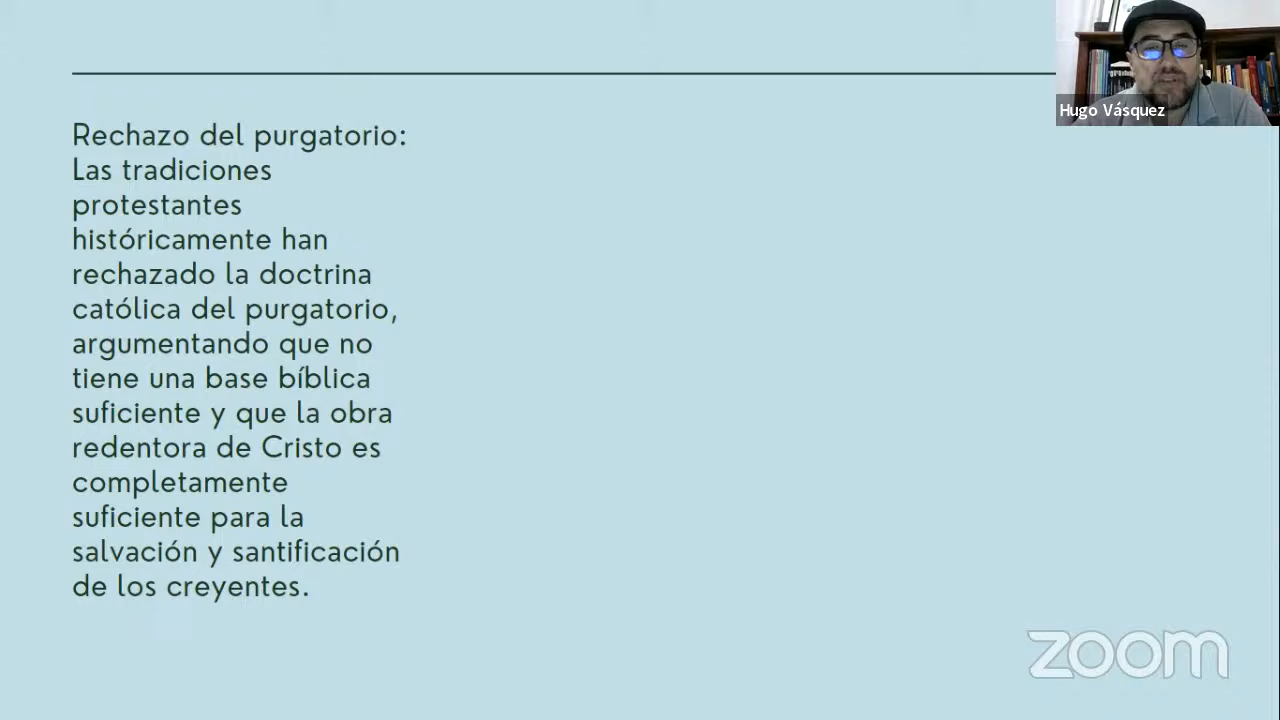 Rechazo del purgatorio:
Las tradiciones
protestantes
históricamente han
rechazado la doctrina
católica del purgatorio,
argumentando que no
tiene una base bíblica
suficiente y que la obra
redentora de Cristo es
completamente
suficiente para la
salvación y santificación
de los creyentes.
Hugo Vásquez
zoom